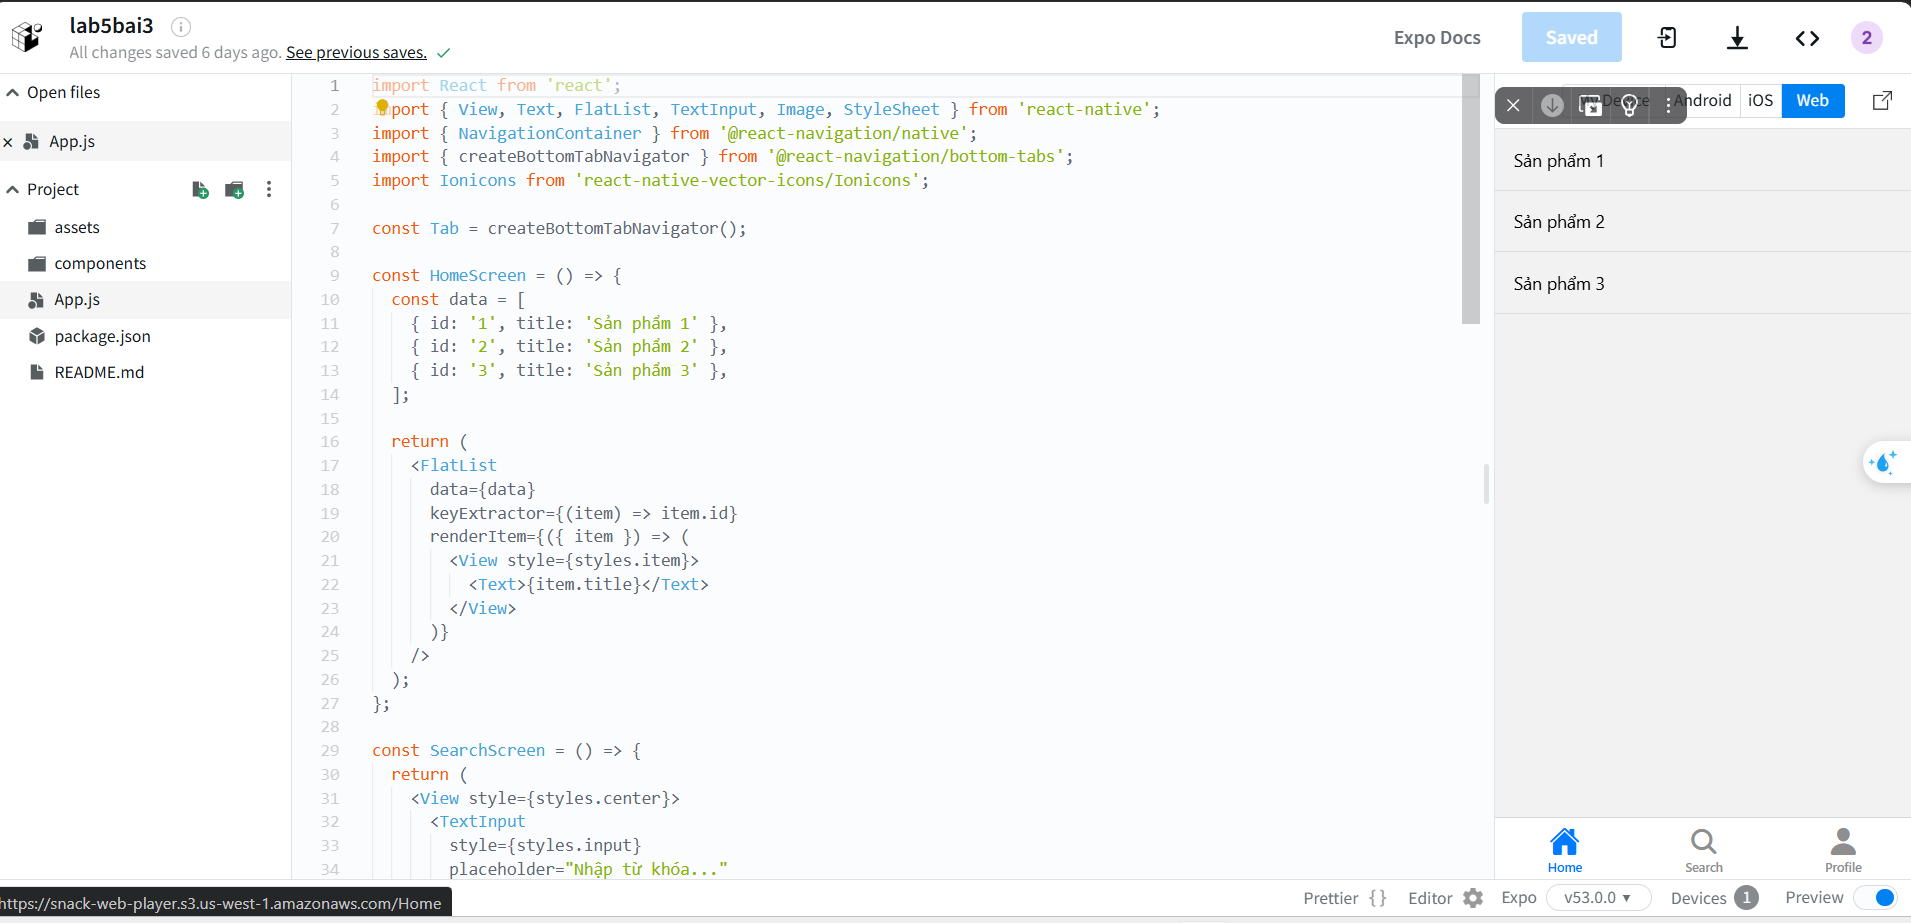 lab5bai3
All changes saved 6 days ago. See previous saves.
Expo Docs
Saved
2
Open files
App.js
Project
assets
components
App.js
package.json
README.md
1 import React from 'react';
2 import { View, Text, FlatList, TextInput, Image, StyleSheet } from 'react-native';
3 import { NavigationContainer } from '@react-navigation/native';
4 import { createBottomTabNavigator } from '@react-navigation/bottom-tabs';
5 import Ionicons from 'react-native-vector-icons/Ionicons';
6
7 const Tab = createBottomTabNavigator();
8
9 const HomeScreen = () => {
10 const data = [
11 { id: '1', title: 'Sản phẩm 1' },
12 { id: '2', title: 'Sản phẩm 2' },
13 { id: '3', title: 'Sản phẩm 3' },
14 ];
15
16 return (
17 <FlatList
18 data={data}
19 keyExtractor={(item) => item.id}
20 renderItem={({ item }) => (
21 <View style={styles.item}>
22 <Text>{item.title}</Text>
23 </View>
24 )}
25 />
26 );
27 };
28
29 const SearchScreen = () => {
30 return (
31 <View style={styles.center}>
32 <TextInput
33 style={styles.input}
34 placeholder="Nhập từ khóa..."
My Device Android iOS Web
Sản phẩm 1
Sản phẩm 2
Sản phẩm 3
Home
Search
Profile
https://snack-web-player.s3.us-west-1.amazonaws.com/Home
Prettier { } Editor Expo v53.0.0 Devices 1 Preview